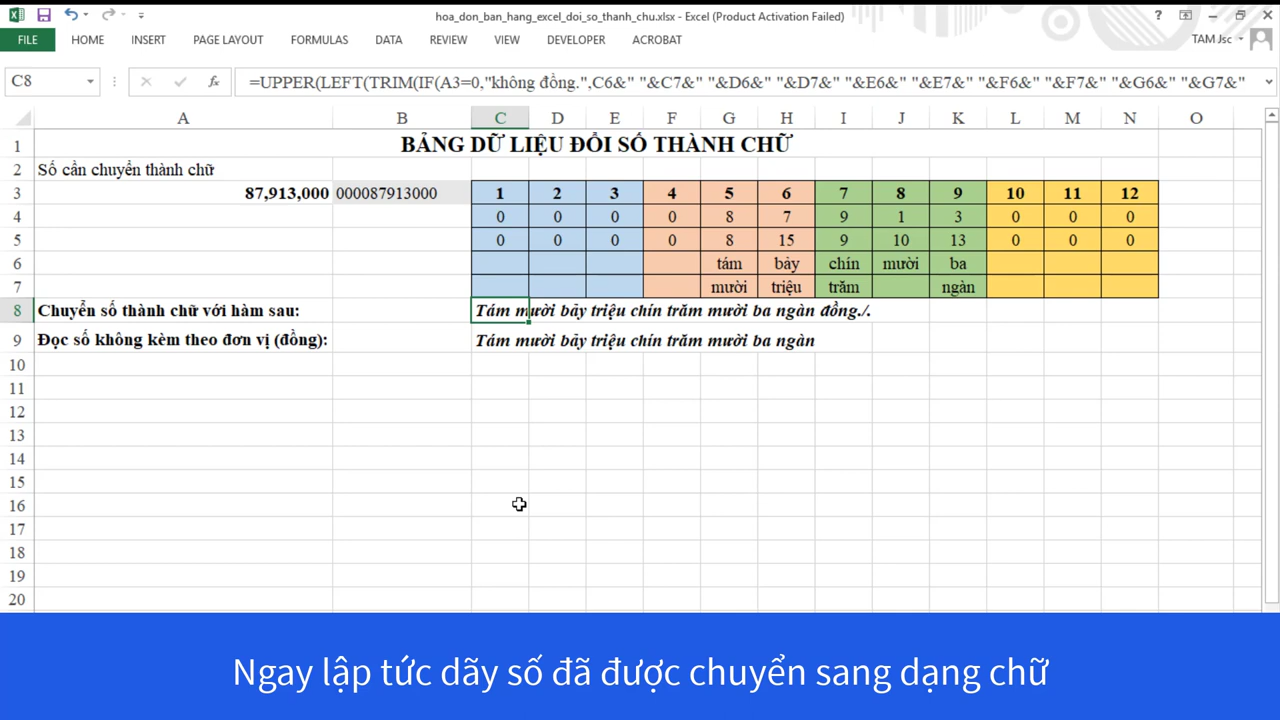 hoa_don_ban_hang_excel_doi_so_thanh_chu.xlsx - Excel (Product Activation Failed)
FILE HOME INSERT PAGE LAYOUT FORMULAS DATA REVIEW VIEW DEVELOPER ACROBAT TAM Jsc
C8 fx =UPPER(LEFT(TRIM(IF(A3=0,"không đồng.",C6&" "&C7&" "&D6&" "&D7&" "&E6&" "&E7&" "&F6&" "&F7&" "&G6&" "&G7&"
A B C D E F G H I J K L M N O
1 BẢNG DỮ LIỆU ĐỔI SỐ THÀNH CHỮ
2 Số cần chuyển thành chữ
3 87,913,000 000087913000 1 2 3 4 5 6 7 8 9 10 11 12
4 0 0 0 0 8 7 9 1 3 0 0 0
5 0 0 0 0 8 15 9 10 13 0 0 0
6 tám bảy chín mười ba
7 mười triệu trăm ngàn
8 Chuyển số thành chữ với hàm sau: Tám mười bảy triệu chín trăm mười ba ngàn đồng./.
9 Đọc số không kèm theo đơn vị (đồng): Tám mười bảy triệu chín trăm mười ba ngàn
10
11
12
13
14
15
16
17
18
19
20
Ngay lập tức dãy số đã được chuyển sang dạng chữ